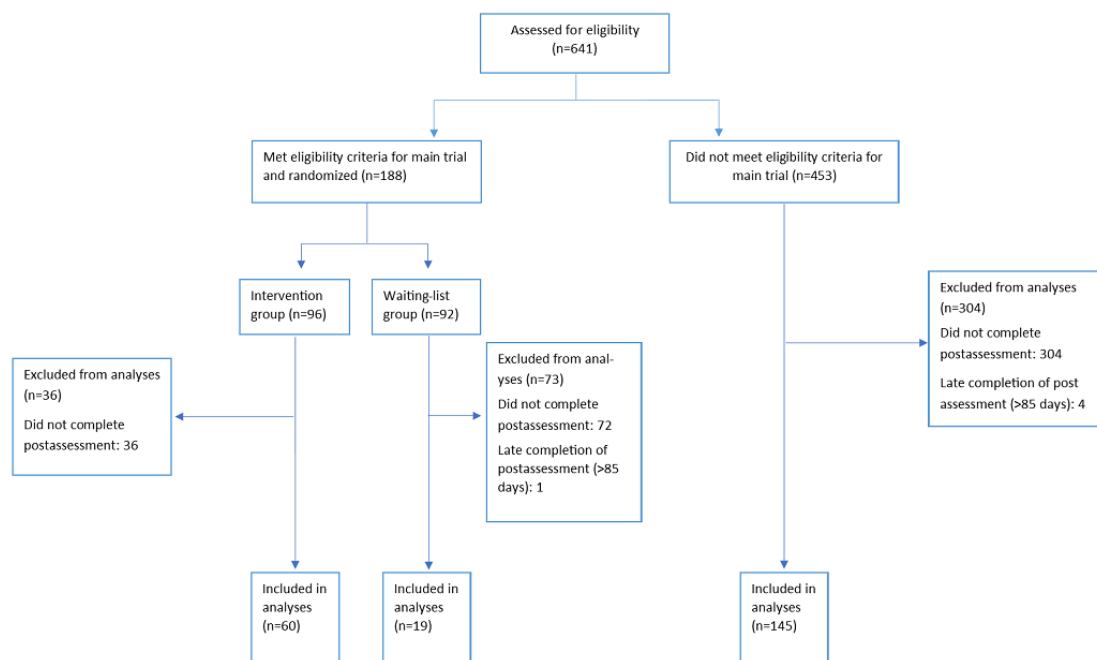 Assessed for eligibility
(n=641)
Met eligibility criteria for main trial
and randomized (n=188)
Did not meet eligibility criteria for
main trial (n=453)
Intervention
group (n=96)
Waiting-list
group (n=92)
Excluded from analyses
(n=304)
Did not complete
postassessment: 304
Late completion of post
assessment (>85 days): 4
Excluded from analyses
(n=36)
Did not complete
postassessment: 36
Excluded from anal-
yses (n=73)
Did not complete
postassessment: 72
Late completion of
postassessment (>85
days): 1
Included in
analyses
(n=60)
Included in
analyses
(n=19)
Included in
analyses
(n=145)